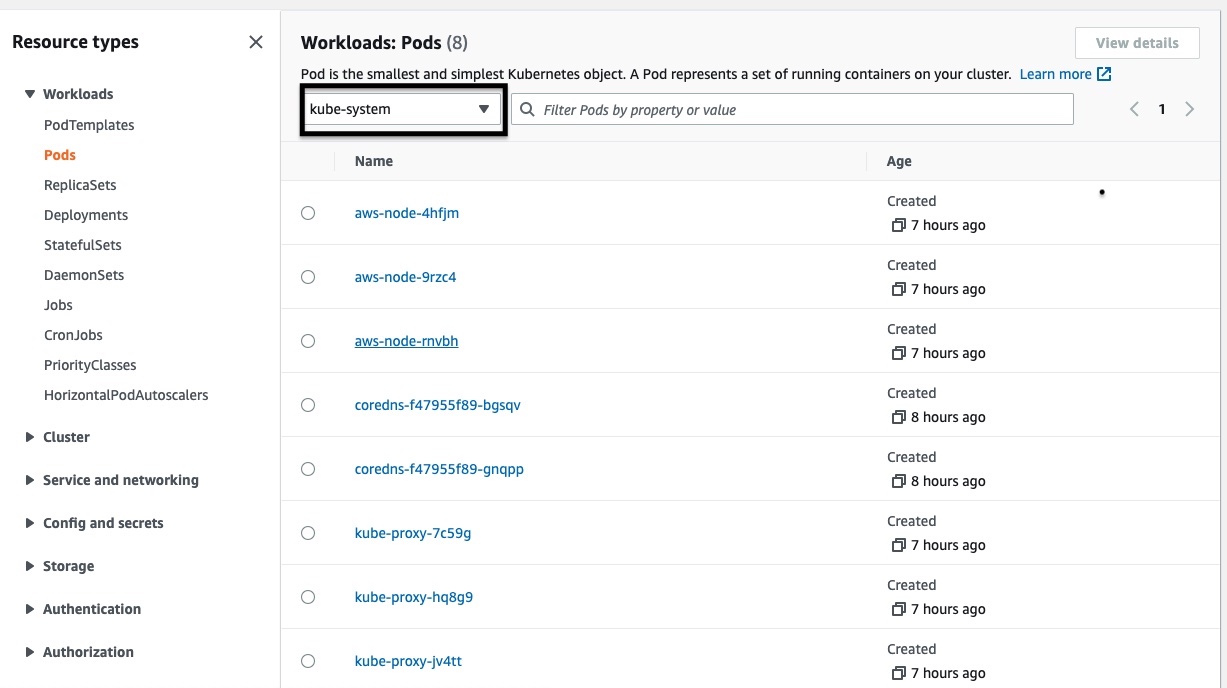 Resource types
Workloads
PodTemplates
Pods
ReplicaSets
Deployments
StatefulSets
DaemonSets
Jobs
CronJobs
PriorityClasses
HorizontalPodAutoscalers
Cluster
Service and networking
Config and secrets
Storage
Authentication
Authorization
Workloads: Pods (8)
View details
Pod is the smallest and simplest Kubernetes object. A Pod represents a set of running containers on your cluster. Learn more
kube-system
Filter Pods by property or value
1
Name Age
aws-node-4hfjm
Created
7 hours ago
aws-node-9rzc4
Created
7 hours ago
aws-node-rnvbh
Created
7 hours ago
coredns-f47955f89-bgsqv
Created
8 hours ago
coredns-f47955f89-gnqpp
Created
8 hours ago
kube-proxy-7c59g
Created
7 hours ago
kube-proxy-hq8g9
Created
7 hours ago
kube-proxy-jv4tt
Created
7 hours ago